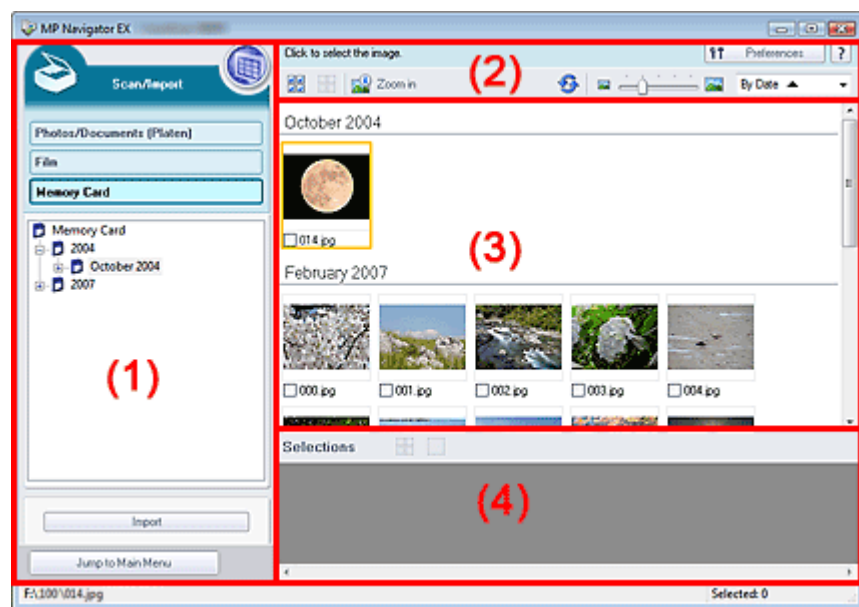 MP Navigator EX
Scan/Import
Photos/Documents (Platen)
Film
Memory Card
Memory Card
2004
October 2004
2007
(1)
Import
Jump to Main Menu
Click to select the image.
Preferences
?
Zoom in
(2)
By Date
October 2004
014.jpg
(3)
February 2007
000.jpg
001.jpg
002.jpg
003.jpg
004.jpg
Selections
(4)
F:\100\014.jpg
Selected: 0